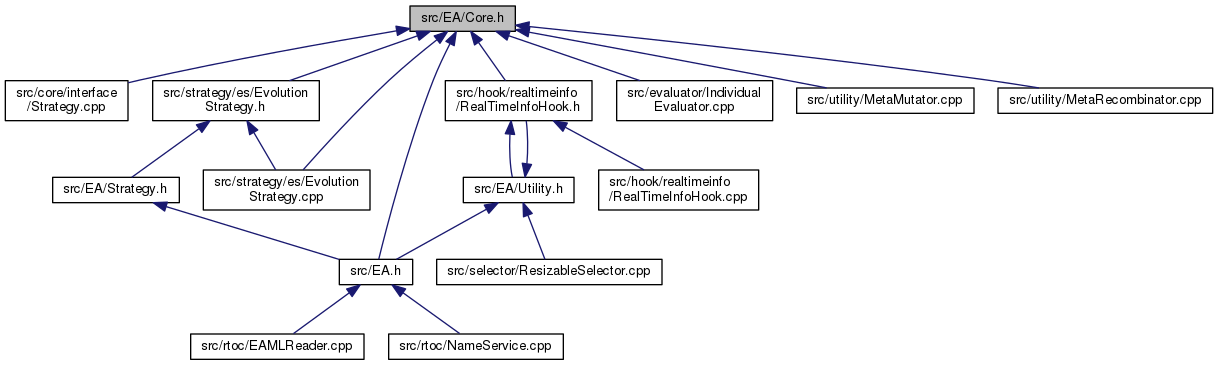 src/EA/Core.h
src/core/interface
/Strategy.cpp
src/strategy/es/Evolution
Strategy.h
src/hook/realtimeinfo
/RealTimeInfoHook.h
src/evaluator/Individual
Evaluator.cpp
src/utility/MetaMutator.cpp
src/utility/MetaRecombinator.cpp
src/EA/Strategy.h
src/strategy/es/Evolution
Strategy.cpp
src/EA/Utility.h
src/hook/realtimeinfo
/RealTimeInfoHook.cpp
src/EA.h
src/selector/ResizableSelector.cpp
src/rtoc/EAMLReader.cpp
src/rtoc/NameService.cpp